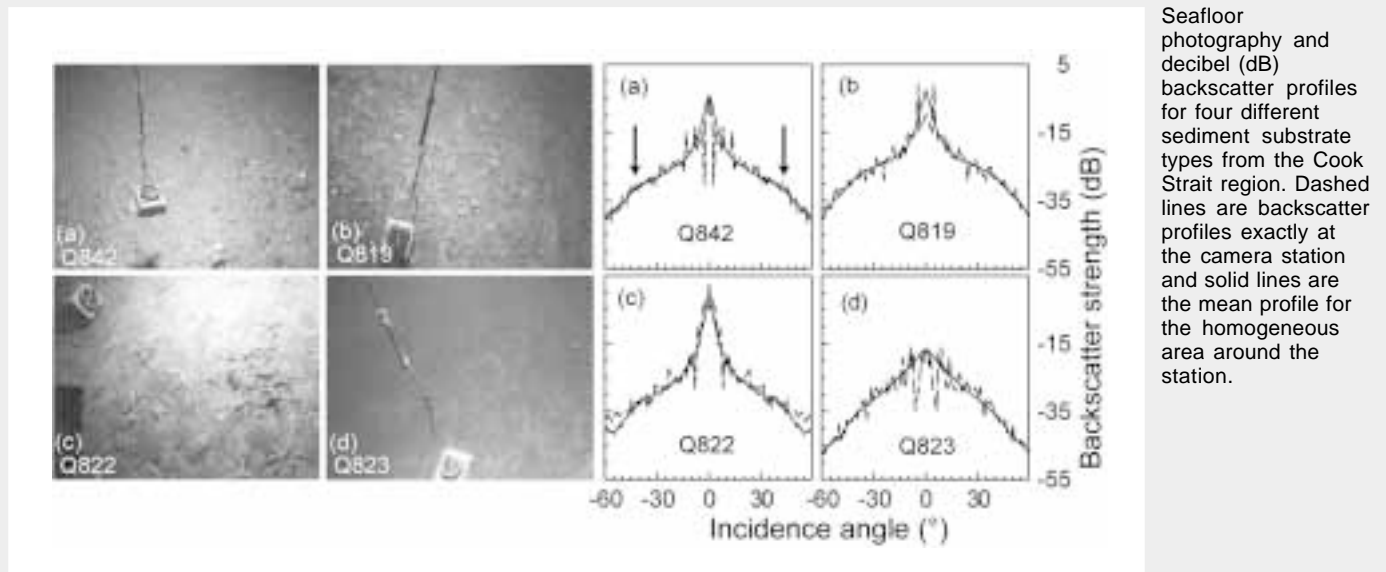 (a)
Q842
(b)
Q819
(c)
Q822
(d)
Q823
(a)
Q842
(b
Q819
(c)
Q822
(d)
Q823
5
-15
-35
-55
-15
-35
-55
Backscatter strength (dB)
-60 -30 0 30 -60 -30 0 30
Incidence angle (°)
Seafloor
photography and
decibel (dB)
backscatter profiles
for four different
sediment substrate
types from the Cook
Strait region. Dashed
lines are backscatter
profiles exactly at
the camera station
and solid lines are
the mean profile for
the homogeneous
area around the
station.